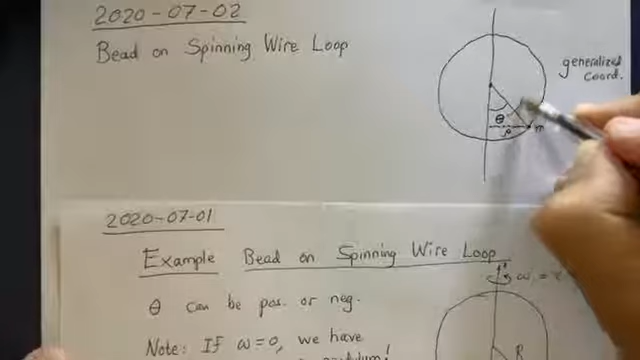 2020-07-02
Bead on Spinning Wire Loop
generalized
coord.
θ
ρ
m
2020-07-01
Example Bead on Spinning Wire Loop
θ can be pos. or neg.
ω =
Note: If ω=0, we have
R
pendulum!